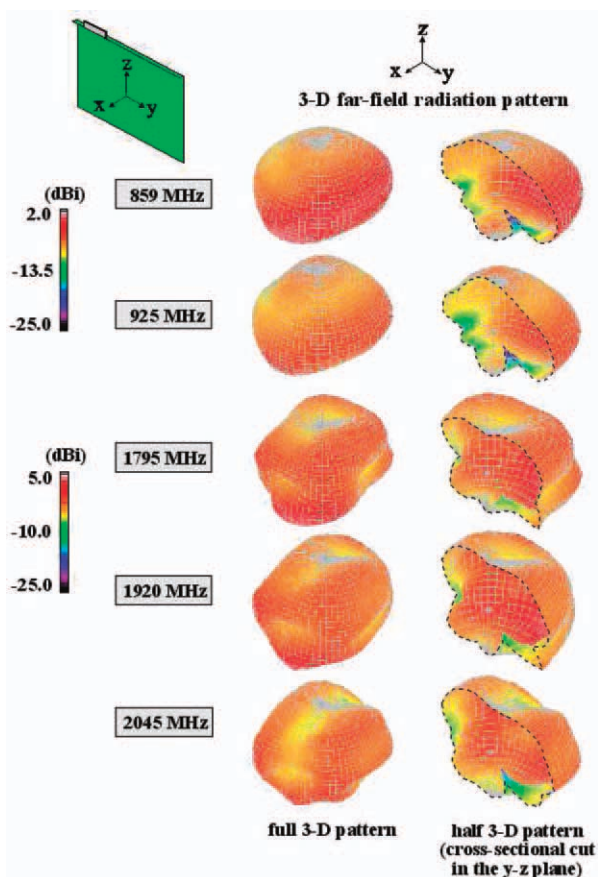 z
x
y
z
x
y
3-D far-field radiation pattern
(dBi)
2.0
-13.5
-25.0
859 MHz
925 MHz
(dBi)
5.0
-10.0
-25.0
1795 MHz
1920 MHz
2045 MHz
full 3-D pattern
half 3-D pattern
(cross-sectional cut
in the y-z plane)